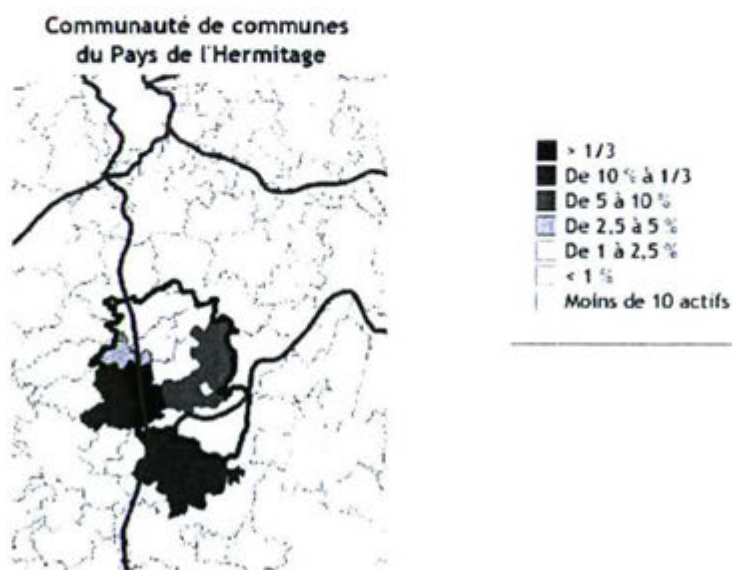 Communauté de communes
du Pays de l'Hermitage
> 1/3
De 10 % à 1/3
De 5 à 10 %
De 2,5 à 5 %
De 1 à 2,5 %
< 1 %
Moins de 10 actifs